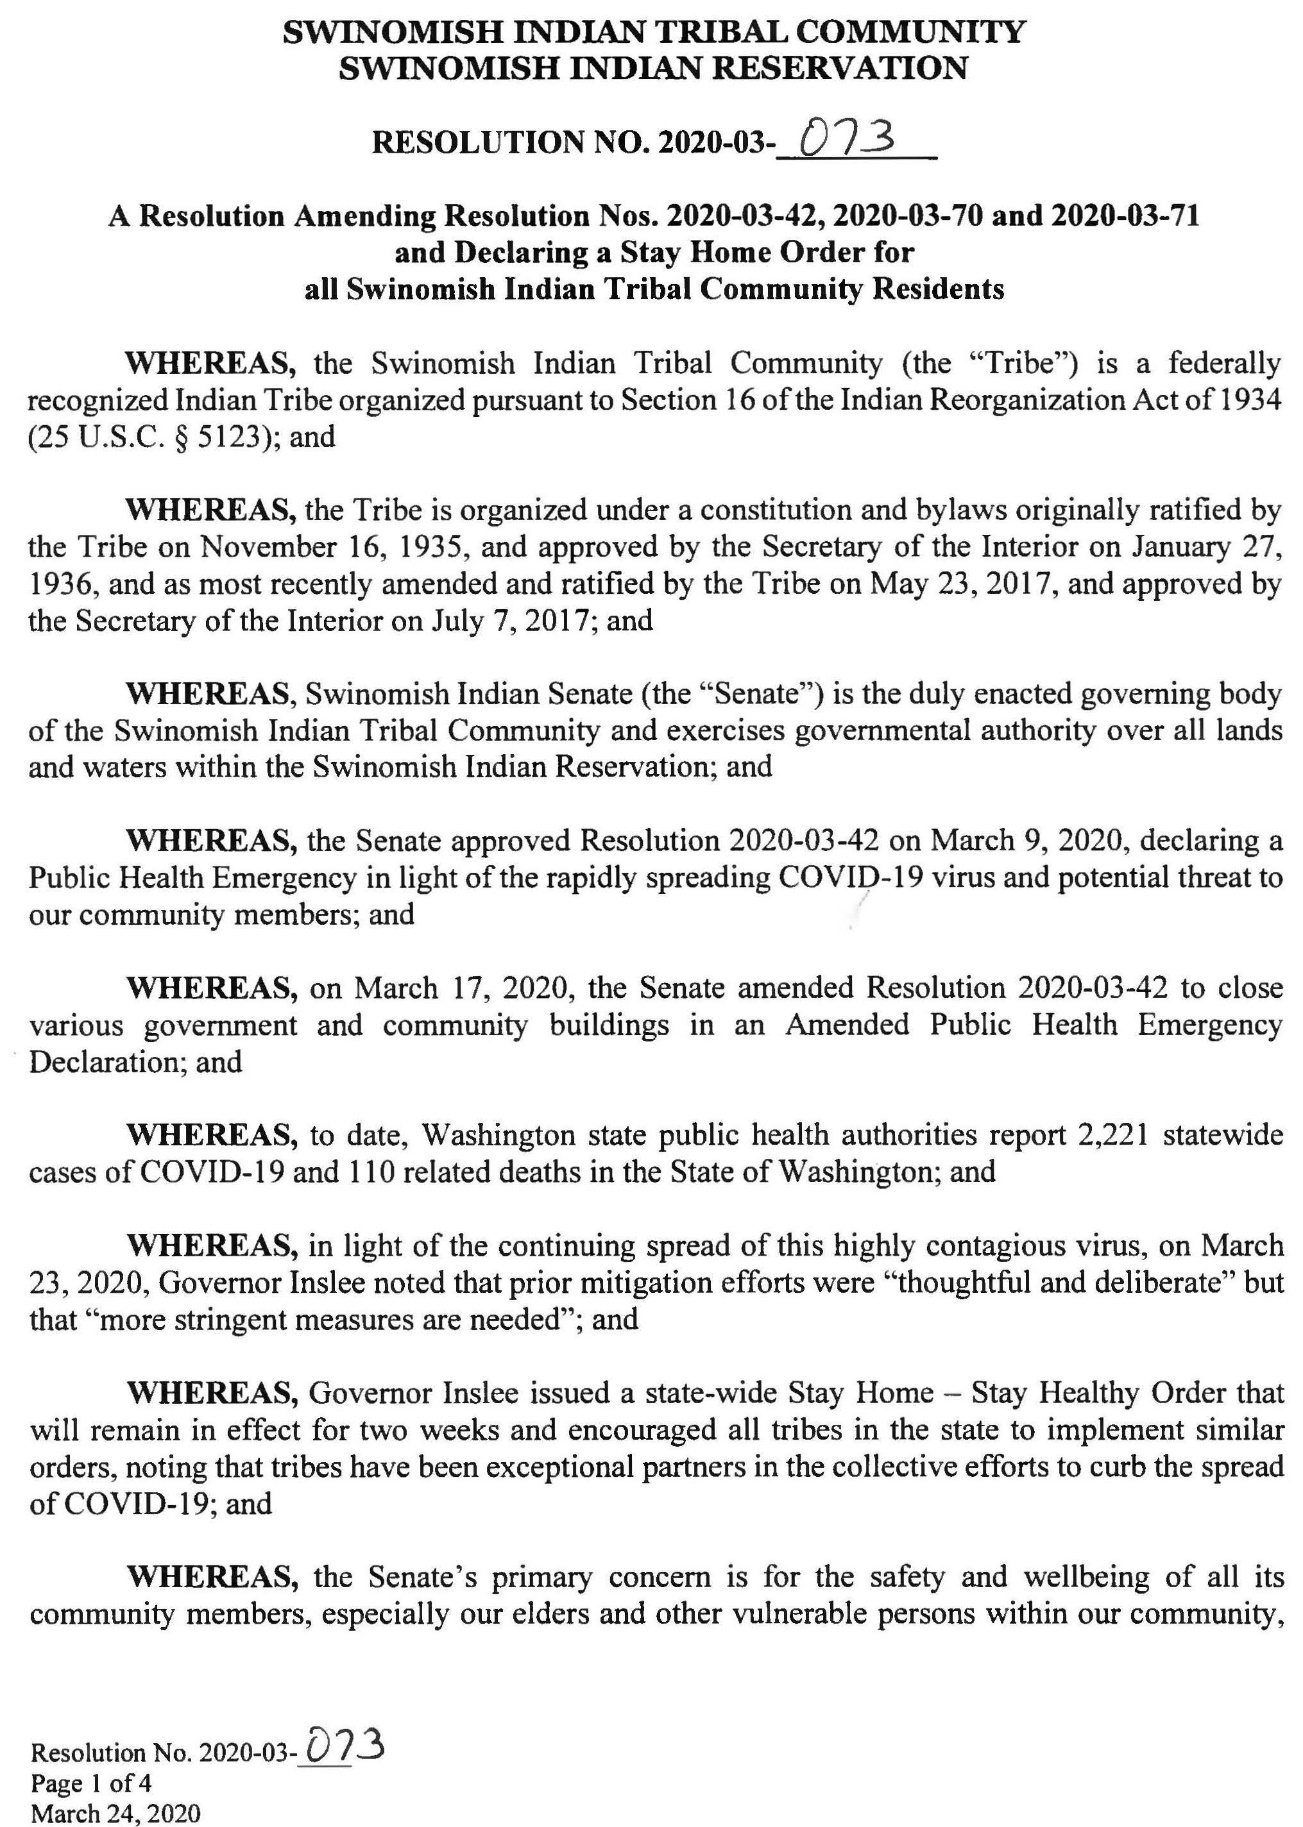 SWINOMISH INDIAN TRIBAL COMMUNITY
SWINOMISH INDIAN RESERVATION
RESOLUTION NO. 2020-03- 073
A Resolution Amending Resolution Nos. 2020-03-42, 2020-03-70 and 2020-03-71
and Declaring a Stay Home Order for
all Swinomish Indian Tribal Community Residents
WHEREAS, the Swinomish Indian Tribal Community (the “Tribe”) is a federally
recognized Indian Tribe organized pursuant to Section 16 of the Indian Reorganization Act of 1934
(25 U.S.C. § 5123); and
WHEREAS, the Tribe is organized under a constitution and bylaws originally ratified by
the Tribe on November 16, 1935, and approved by the Secretary of the Interior on January 27,
1936, and as most recently amended and ratified by the Tribe on May 23, 2017, and approved by
the Secretary of the Interior on July 7, 2017; and
WHEREAS, Swinomish Indian Senate (the “Senate”) is the duly enacted governing body
of the Swinomish Indian Tribal Community and exercises governmental authority over all lands
and waters within the Swinomish Indian Reservation; and
WHEREAS, the Senate approved Resolution 2020-03-42 on March 9, 2020, declaring a
Public Health Emergency in light of the rapidly spreading COVID-19 virus and potential threat to
our community members; and
WHEREAS, on March 17, 2020, the Senate amended Resolution 2020-03-42 to close
various government and community buildings in an Amended Public Health Emergency
Declaration; and
WHEREAS, to date, Washington state public health authorities report 2,221 statewide
cases of COVID-19 and 110 related deaths in the State of Washington; and
WHEREAS, in light of the continuing spread of this highly contagious virus, on March
23, 2020, Governor Inslee noted that prior mitigation efforts were “thoughtful and deliberate” but
that “more stringent measures are needed”; and
WHEREAS, Governor Inslee issued a state-wide Stay Home – Stay Healthy Order that
will remain in effect for two weeks and encouraged all tribes in the state to implement similar
orders, noting that tribes have been exceptional partners in the collective efforts to curb the spread
of COVID-19; and
WHEREAS, the Senate’s primary concern is for the safety and wellbeing of all its
community members, especially our elders and other vulnerable persons within our community,
Resolution No. 2020-03- 073
Page 1 of 4
March 24, 2020